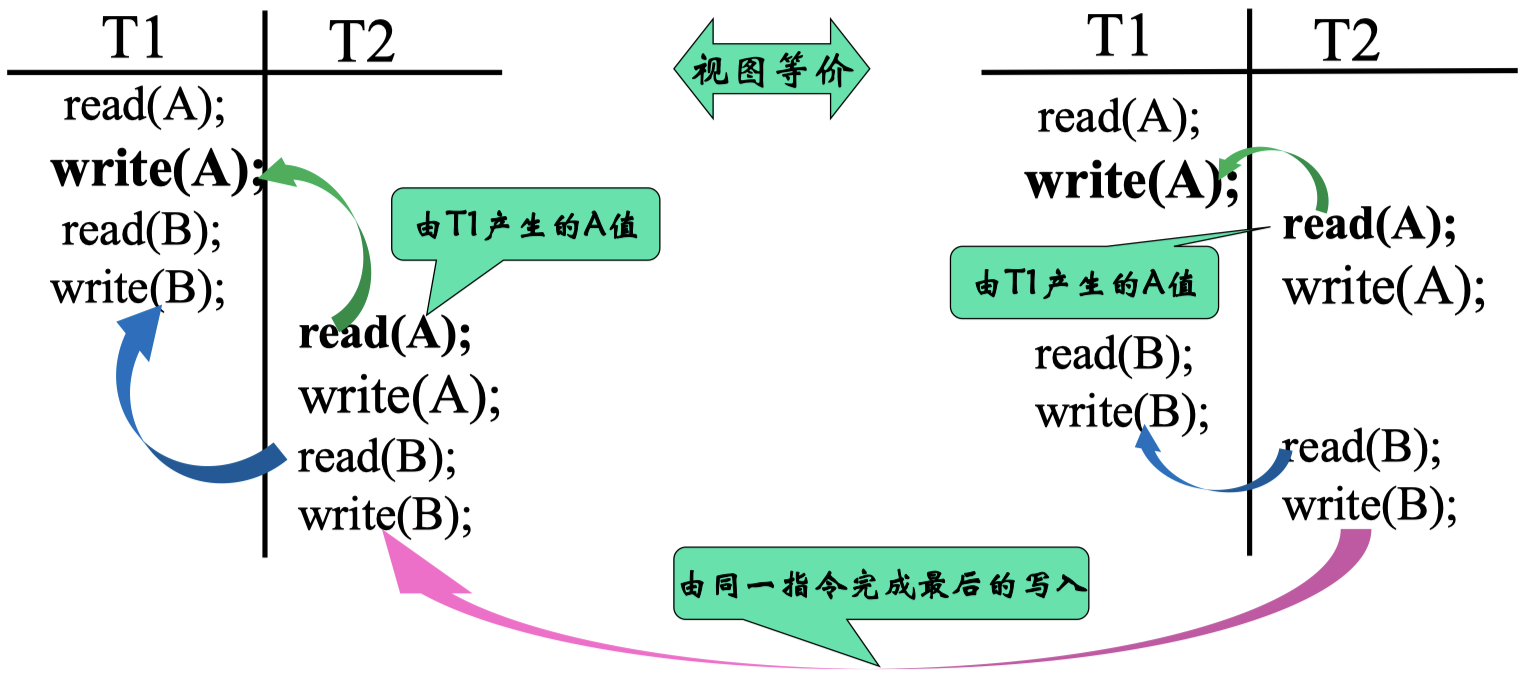 T1 T2
read(A);
write(A);
read(B);
write(B);
read(A);
write(A);
read(B);
write(B);
由T1产生的A值
视图等价
T1 T2
read(A);
write(A);
read(A);
write(A);
由T1产生的A值
read(B);
write(B);
read(B);
write(B);
由同一指令完成最后的写入